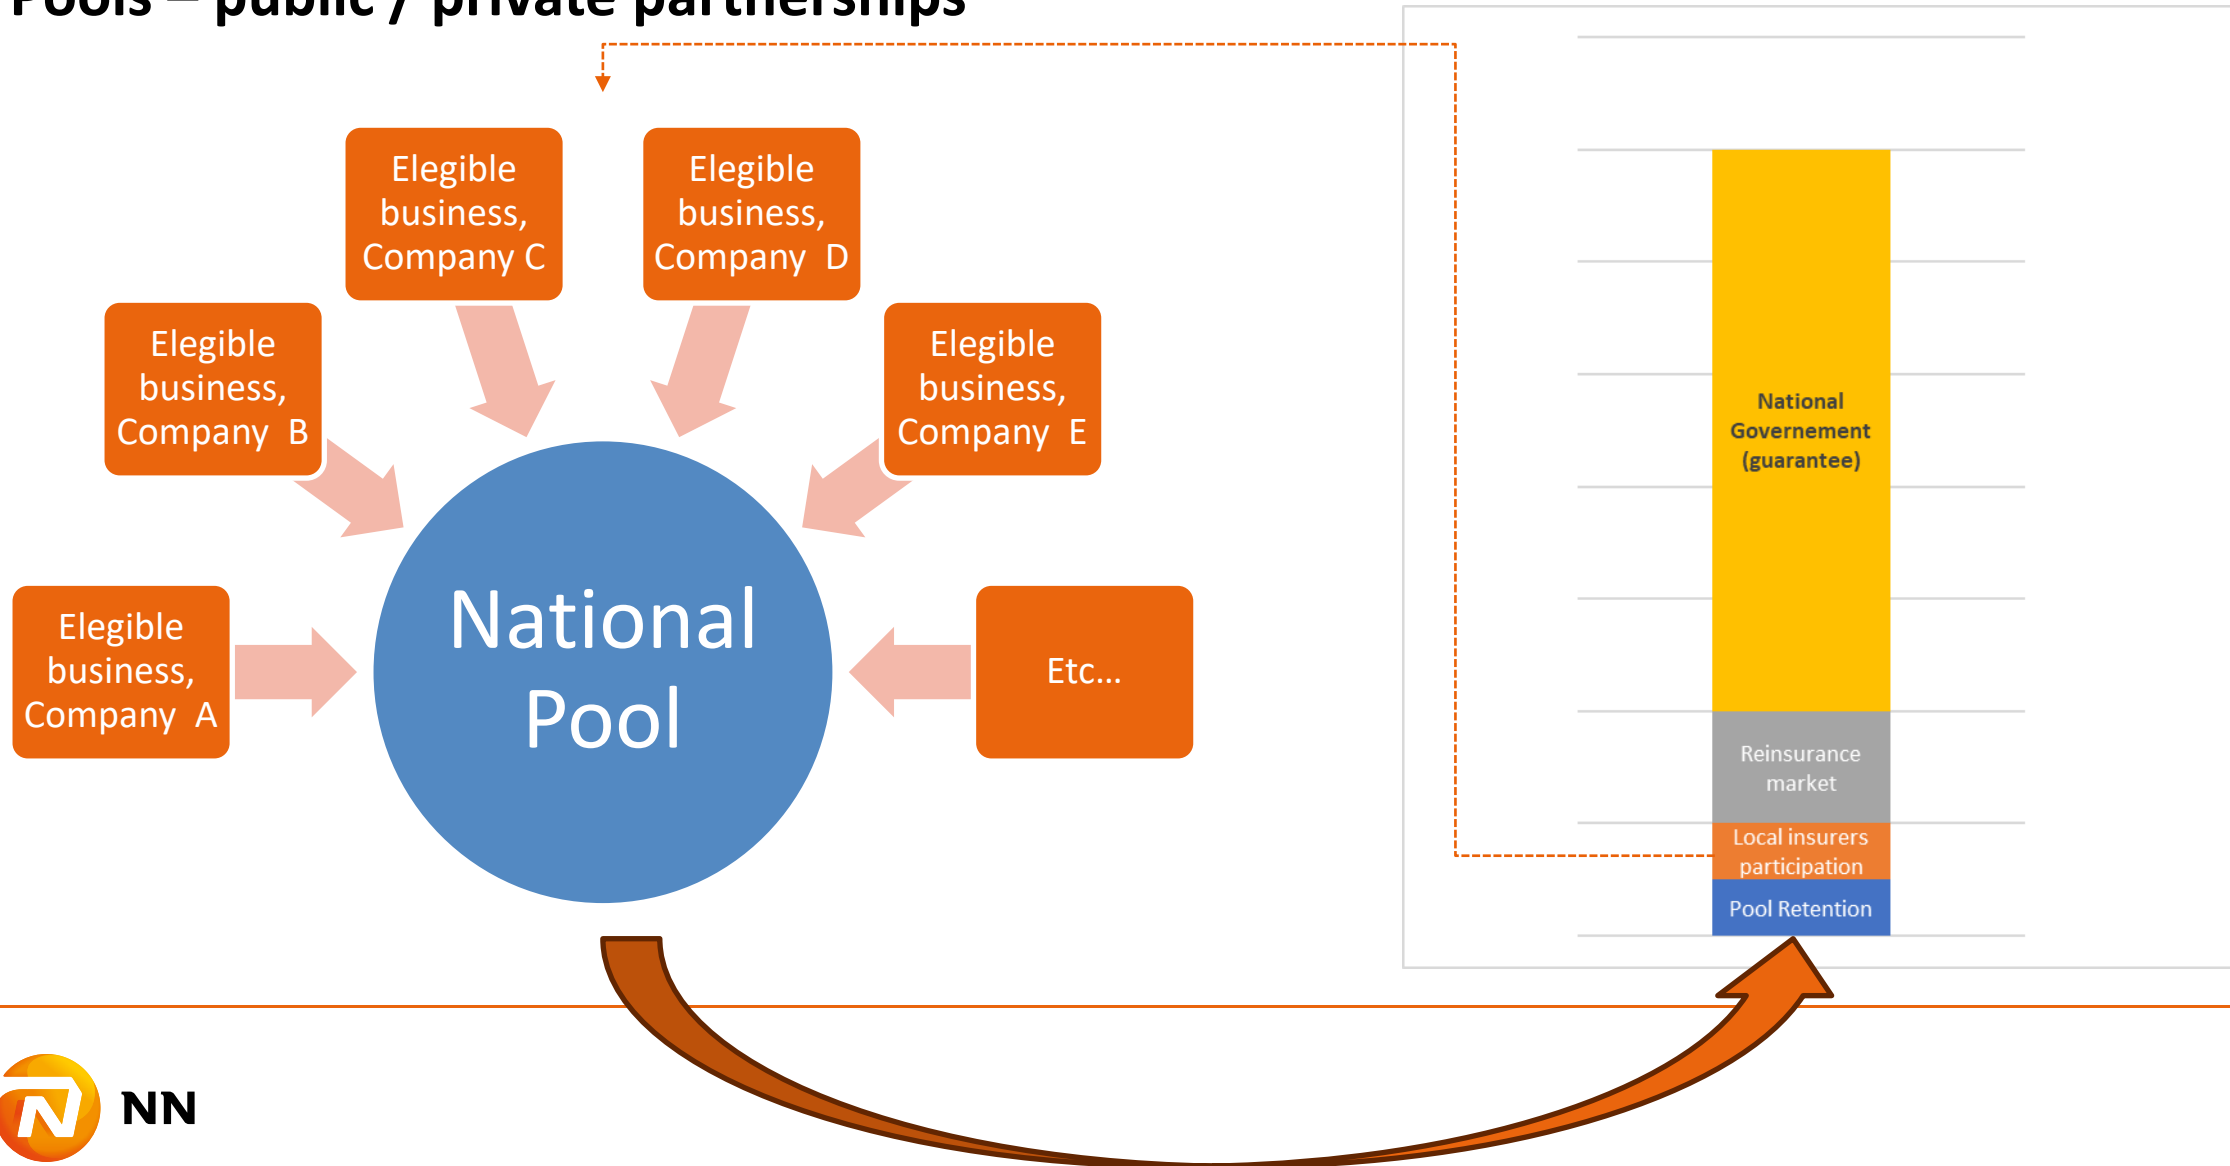 Pools – public / private partnerships
Elegible
business,
Company C
Elegible
business,
Company D
Elegible
business,
Company B
Elegible
business,
Company E
Elegible
business,
Company A
National
Pool
Etc...
National
Governement
(guarantee)
Reinsurance
market
Local insurers
participation
Pool Retention
NN